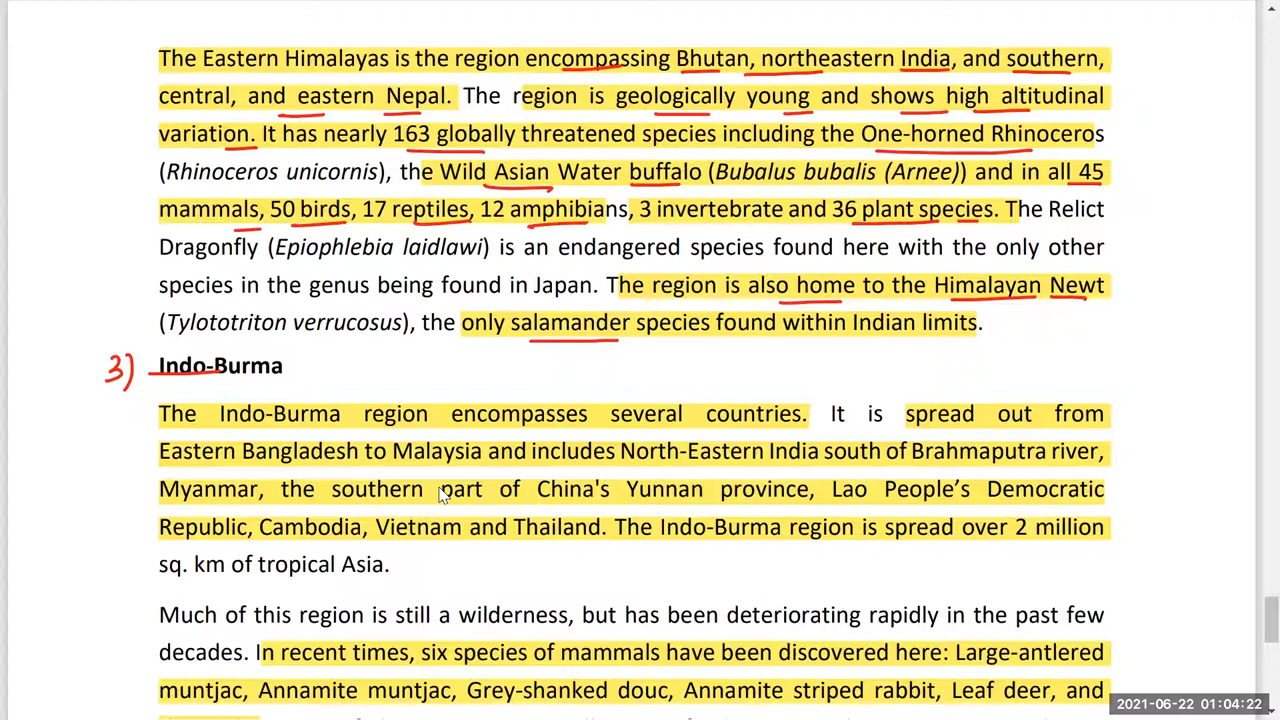 The Eastern Himalayas is the region encompassing Bhutan, northeastern India, and southern,
central, and eastern Nepal. The region is geologically young and shows high altitudinal
variation. It has nearly 163 globally threatened species including the One-horned Rhinoceros
(Rhinoceros unicornis), the Wild Asian Water buffalo (Bubalus bubalis (Arnee)) and in all 45
mammals, 50 birds, 17 reptiles, 12 amphibians, 3 invertebrate and 36 plant species. The Relict
Dragonfly (Epiophlebia laidlawi) is an endangered species found here with the only other
species in the genus being found in Japan. The region is also home to the Himalayan Newt
(Tylototriton verrucosus), the only salamander species found within Indian limits.
3) Indo-Burma
The Indo-Burma region encompasses several countries. It is spread out from
Eastern Bangladesh to Malaysia and includes North-Eastern India south of Brahmaputra river,
Myanmar, the southern part of China's Yunnan province, Lao People’s Democratic
Republic, Cambodia, Vietnam and Thailand. The Indo-Burma region is spread over 2 million
sq. km of tropical Asia.
Much of this region is still a wilderness, but has been deteriorating rapidly in the past few
decades. In recent times, six species of mammals have been discovered here: Large-antlered
muntjac, Annamite muntjac, Grey-shanked douc, Annamite striped rabbit, Leaf deer, and
2021-06-22 01:04:22